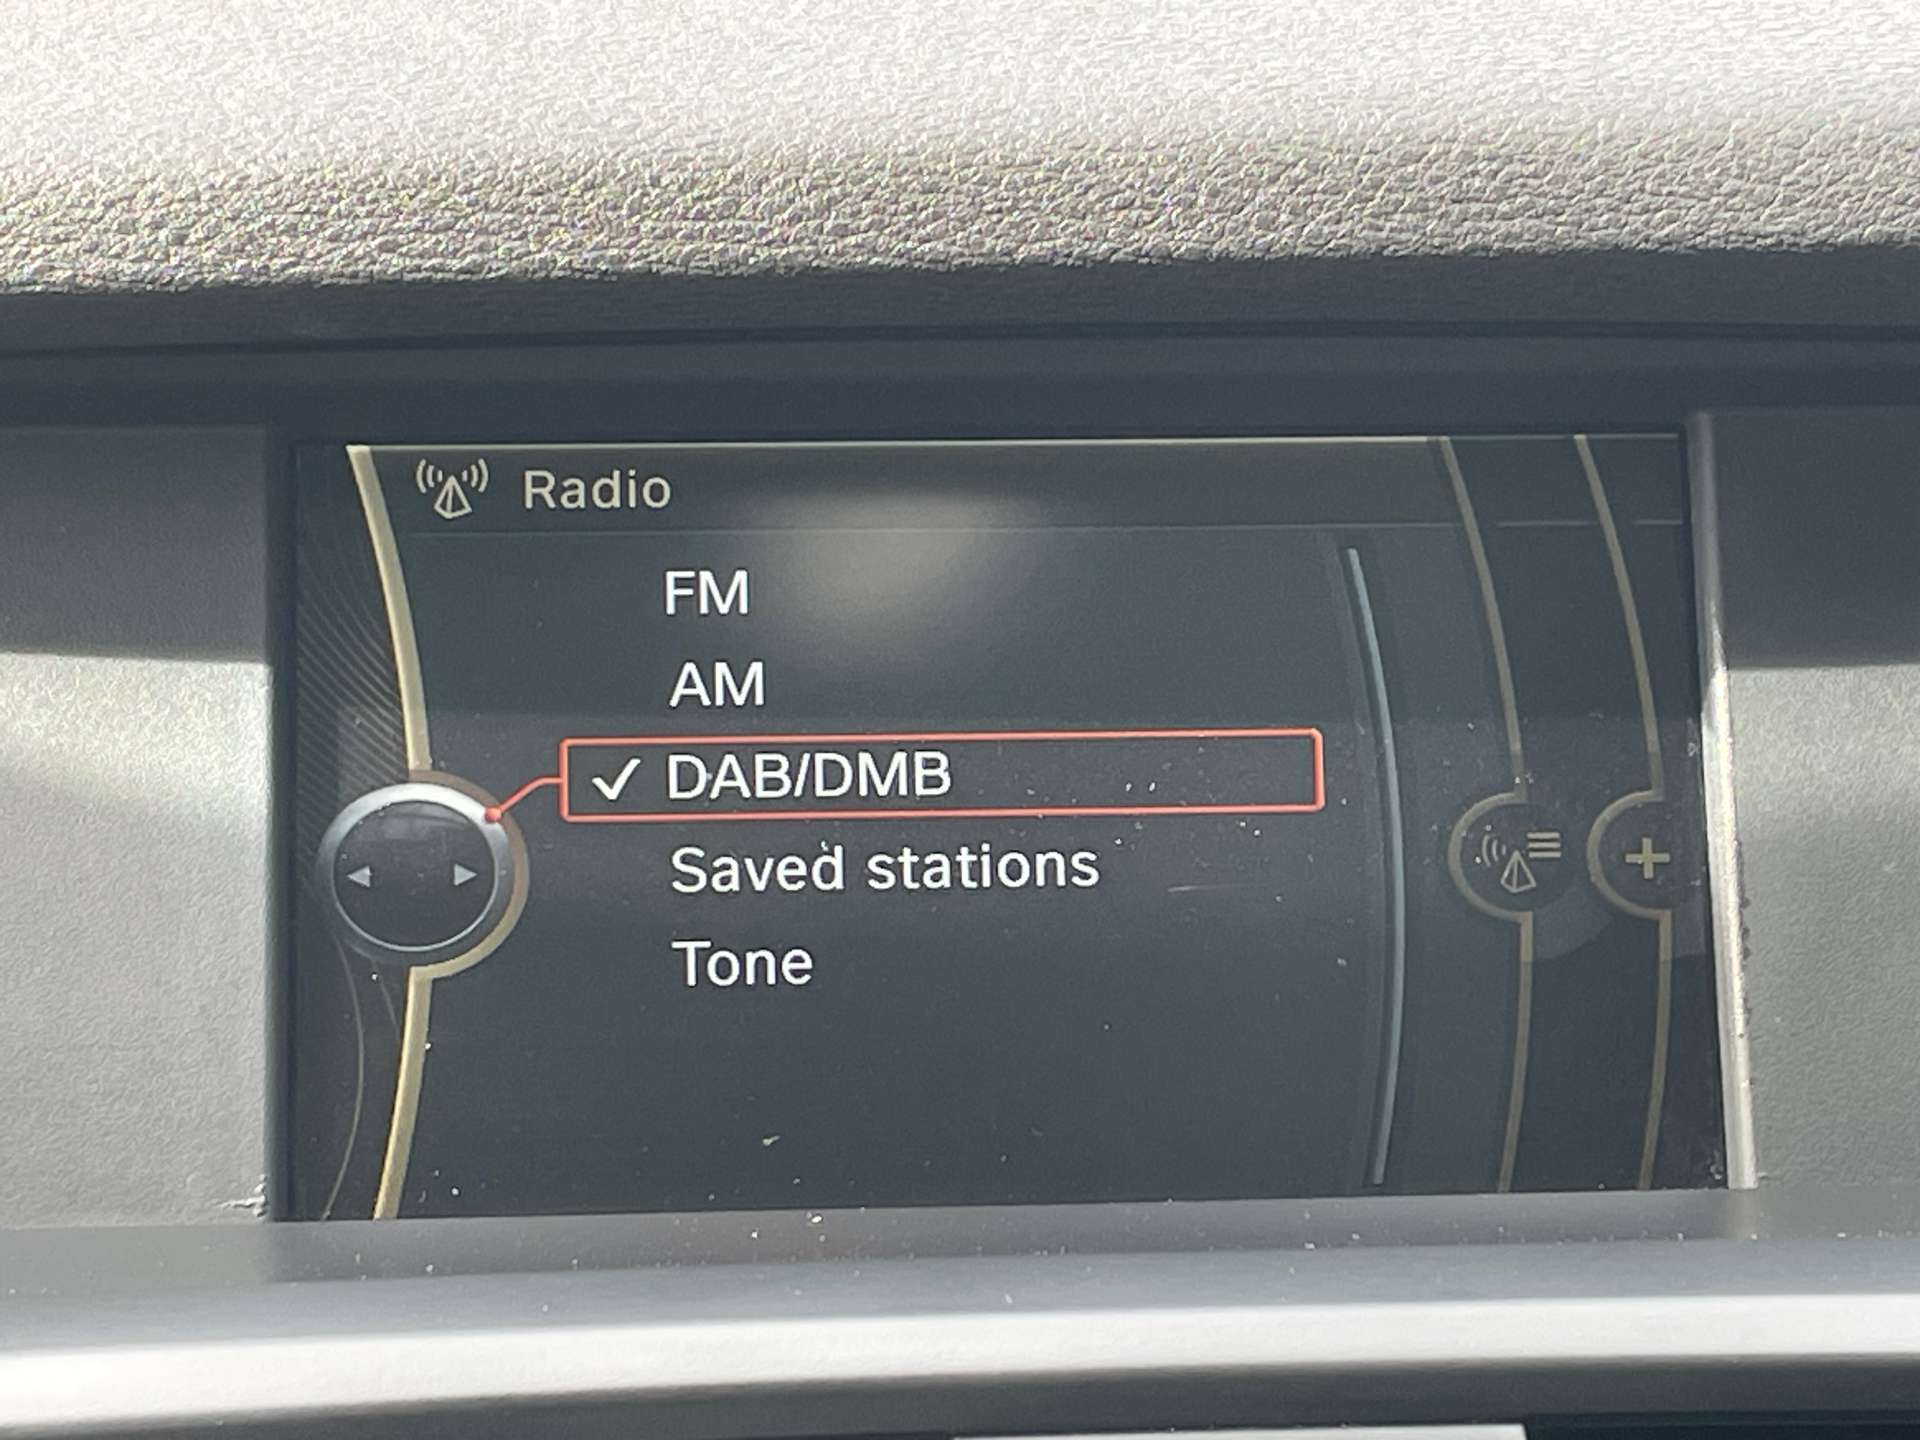 Radio
FM
AM
✓ DAB/DMB
Saved stations
Tone